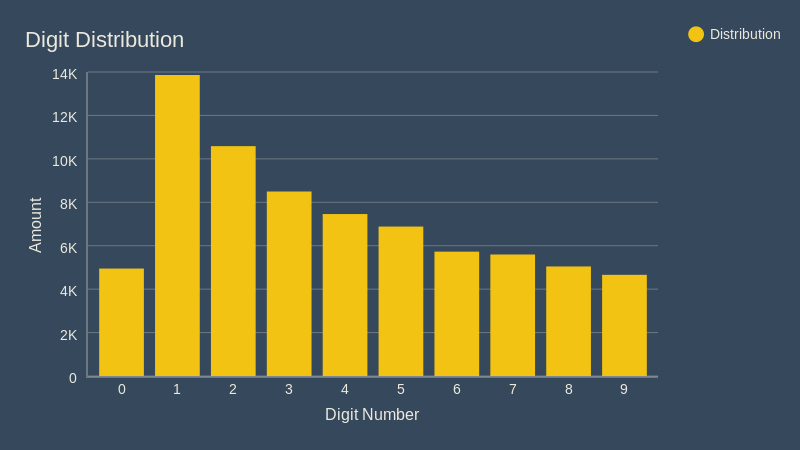 Digit Distribution
Distribution
14K
12K
10K
8K
6K
4K
2K
0
Amount
0 1 2 3 4 5 6 7 8 9
Digit Number